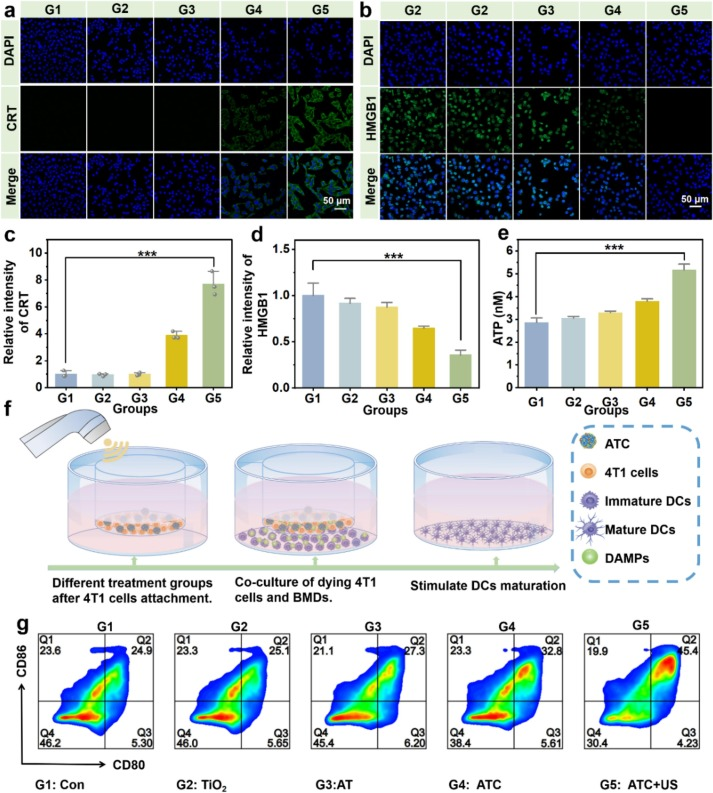 a
G1 G2 G3 G4 G5
DAPI
CRT
Merge
50 μm
b
G2 G2 G3 G4 G5
DAPI
HMGB1
Merge
50 μm
c
Relative intensity
of CRT
10
8
6
4
2
0
***
G1 G2 G3 G4 G5
Groups
d
Relative intensity of
HMGB1
1.5
1.0
0.5
0.0
***
G1 G2 G3 G4 G5
Groups
e
ATP (nM)
7
6
5
4
3
2
1
0
***
G1 G2 G3 G4 G5
Groups
f
Different treatment groups
after 4T1 cells attachment.
Co-culture of dying 4T1
cells and BMDs.
Stimulate DCs maturation
ATC
4T1 cells
Immature DCs
Mature DCs
DAMPs
g
CD86
CD80
G1
Q1 Q2
23.6 24.9
Q4 Q3
46.2 5.30
G2
Q1 Q2
23.3 25.1
Q4 Q3
46.0 5.65
G3
Q1 Q2
21.1 27.3
Q4 Q3
45.4 6.20
G4
Q1 Q2
23.3 32.8
Q4 Q3
38.4 5.61
G5
Q1 Q2
19.9 45.4
Q4 Q3
30.4 4.23
G1: Con G2: TiO₂ G3:AT G4: ATC G5: ATC+US